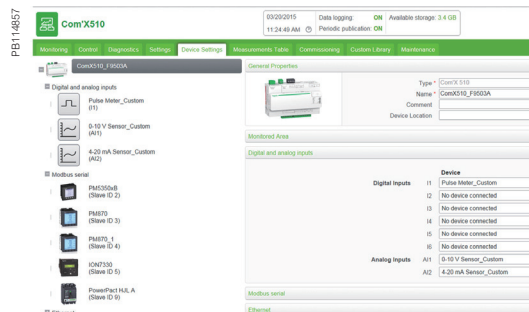 PB114857
Com'X510
03/20/2015
11:24:49 AM
Data logging: ON
Periodic publication: ON
Available storage: 3.4 GB
Monitoring Control Diagnostics Settings Device Settings Measurements Table Commissioning Custom Library Maintenance
ComX510_F9503A
Digital and analog inputs
Pulse Meter_Custom
(I1)
0-10 V Sensor_Custom
(AI1)
4-20 mA Sensor_Custom
(AI2)
Modbus serial
PM5350xB
(Slave ID 2)
PM870
(Slave ID 3)
PM870_1
(Slave ID 4)
ION7330
(Slave ID 5)
PowerPact HJL A
(Slave ID 9)
General Properties
Type * Com'X 510
Name * ComX510_F9503A
Comment
Device Location
Monitored Area
Digital and analog inputs
Device
Digital Inputs I1 Pulse Meter_Custom
I2 No device connected
I3 No device connected
I4 No device connected
I5 No device connected
I6 No device connected
Analog Inputs AI1 0-10 V Sensor_Custom
AI2 4-20 mA Sensor_Custom
Modbus serial
Ethernet